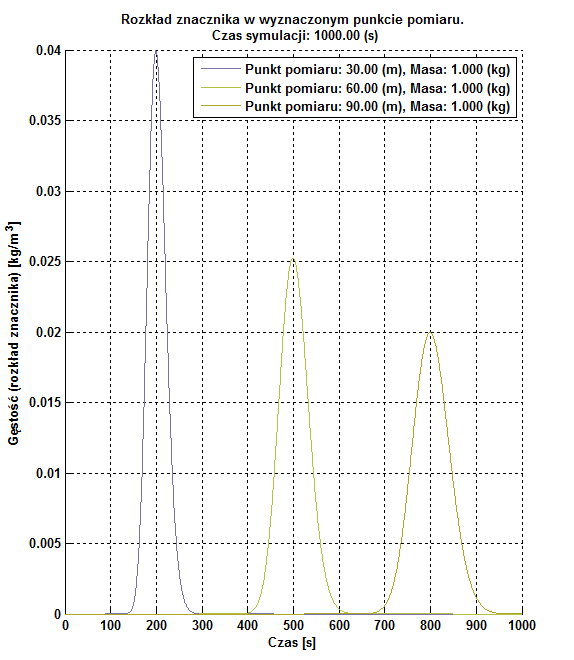 Rozkład znacznika w wyznaczonym punkcie pomiaru.
Czas symulacji: 1000.00 (s)
Punkt pomiaru: 30.00 (m), Masa: 1.000 (kg)
Punkt pomiaru: 60.00 (m), Masa: 1.000 (kg)
Punkt pomiaru: 90.00 (m), Masa: 1.000 (kg)
Gęstość (rozkład znacznika) [kg/m³]
0.04
0.035
0.03
0.025
0.02
0.015
0.01
0.005
0
0 100 200 300 400 500 600 700 800 900 1000
Czas [s]